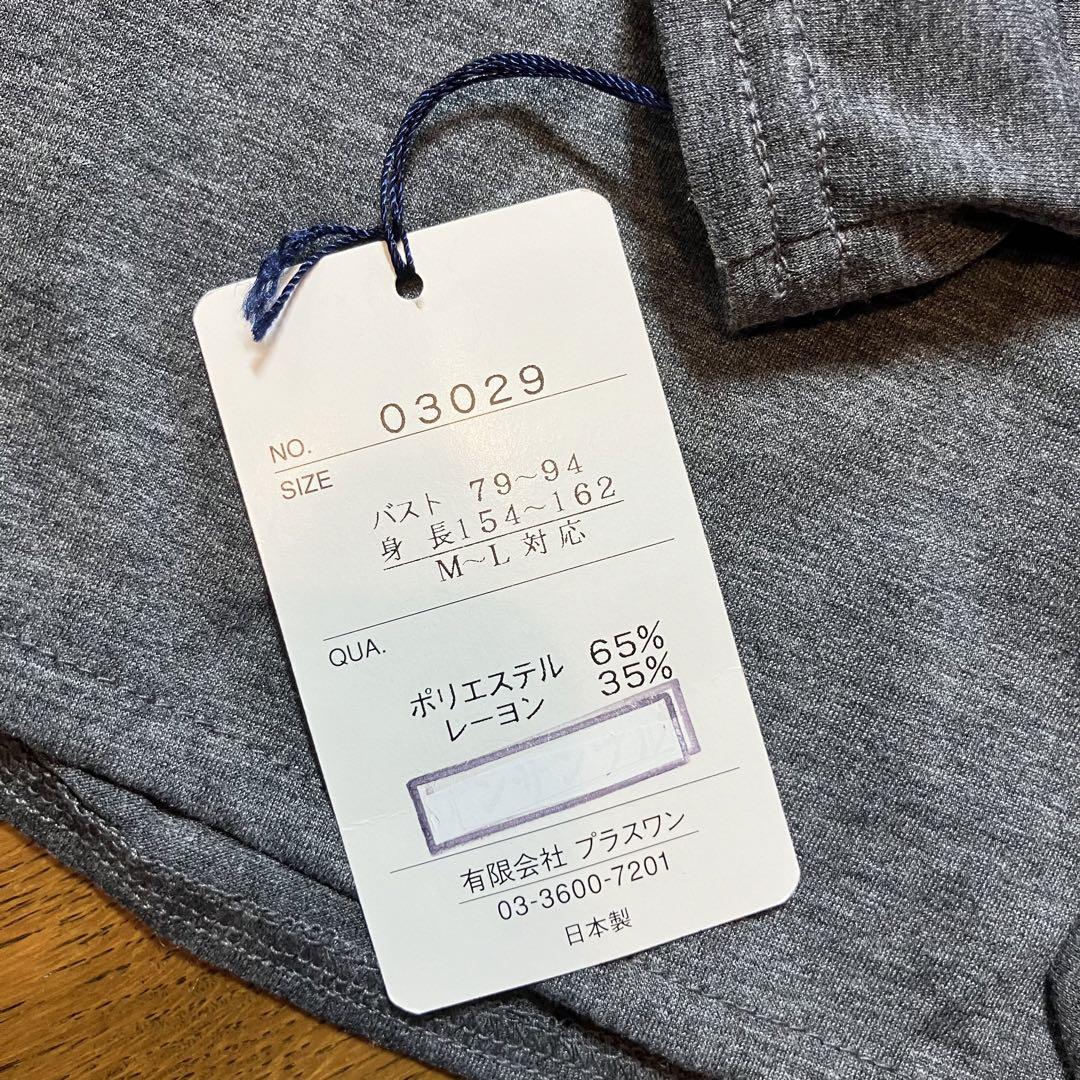 NO. 03029
SIZE
バスト 79~94
身 長154~162
M~L 対応
QUA.
ポリエステル 65%
レーヨン 35%
有限会社 プラスワン
03-3600-7201
日本製